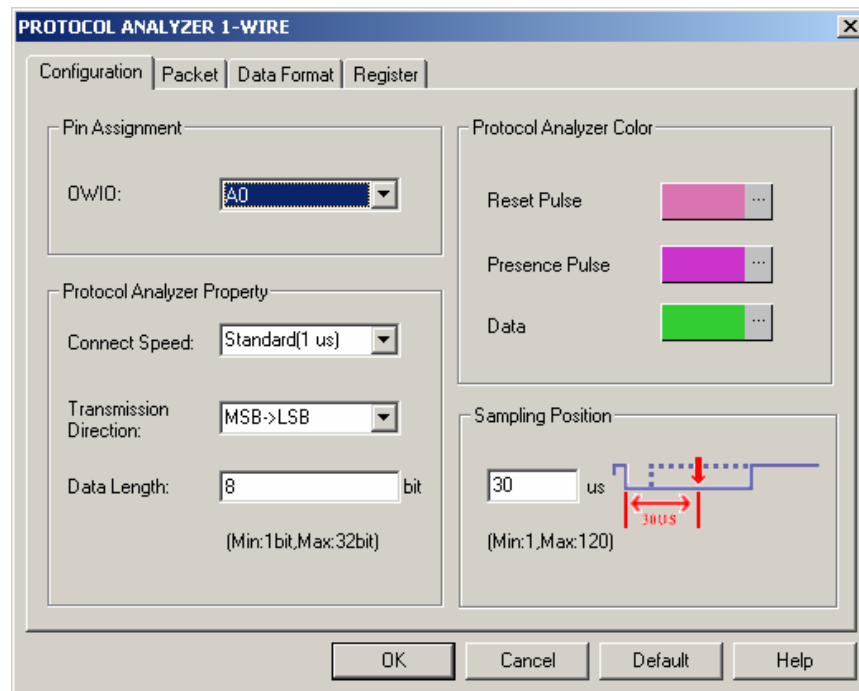 PROTOCOL ANALYZER 1-WIRE
Configuration Packet Data Format Register
Pin Assignment
OWIO: A0
Protocol Analyzer Property
Connect Speed: Standard(1 us)
Transmission
Direction: MSB->LSB
Data Length: 8 bit
(Min:1bit,Max:32bit)
Protocol Analyzer Color
Reset Pulse ...
Presence Pulse ...
Data ...
Sampling Position
30 us
30US
(Min:1,Max:120)
OK Cancel Default Help